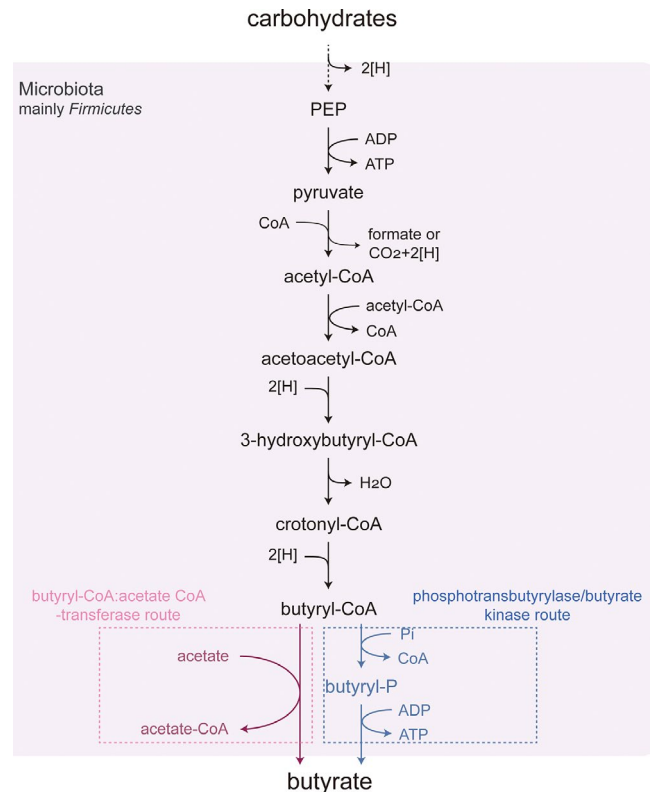 carbohydrates
2[H]
Microbiota
mainly Firmicutes
PEP
ADP
ATP
pyruvate
CoA
formate or
CO2+2[H]
acetyl-CoA
acetyl-CoA
CoA
acetoacetyl-CoA
2[H]
3-hydroxybutyryl-CoA
H2O
crotonyl-CoA
2[H]
butyryl-CoA:acetate CoA
-transferase route
butyryl-CoA
phosphotransbutyrylase/butyrate
kinase route
acetate
acetate-CoA
Pi
CoA
butyryl-P
ADP
ATP
butyrate